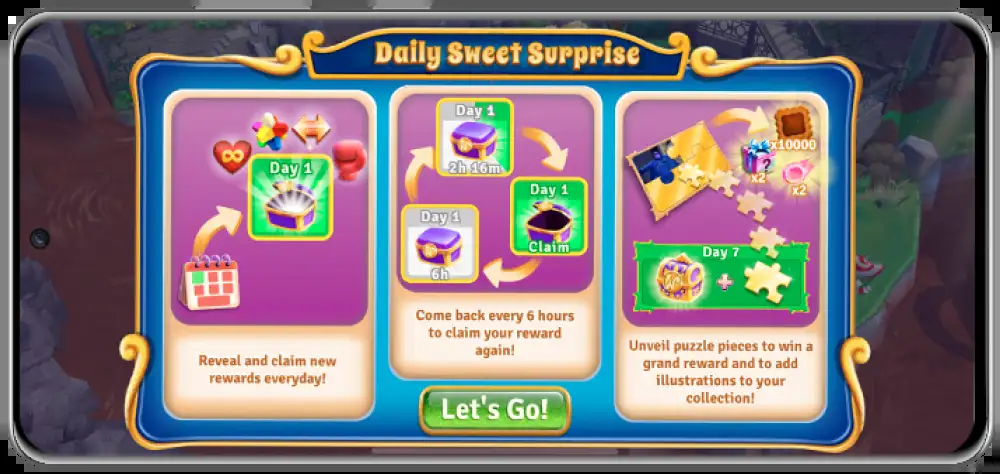 Daily Sweet Surprise
Day 1
Reveal and claim new
rewards everyday!
Day 1
2h 16m
Day 1
Claim
Day 1
6h
Come back every 6 hours
to claim your reward
again!
x10000
?
x2
x2
Day 7
Unveil puzzle pieces to win a
grand reward and to add
illustrations to your
collection!
Let's Go!